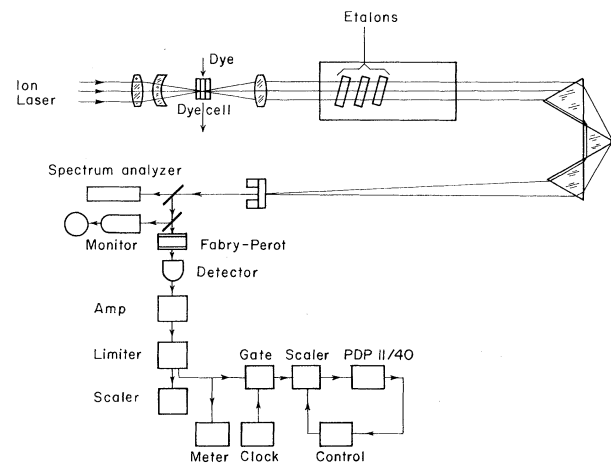 Etalons
Dye
Ion
Laser
Dye cell
Spectrum analyzer
Monitor
Fabry-Perot
Detector
Amp
Limiter
Gate Scaler PDP 11/40
Scaler
Meter Clock Control